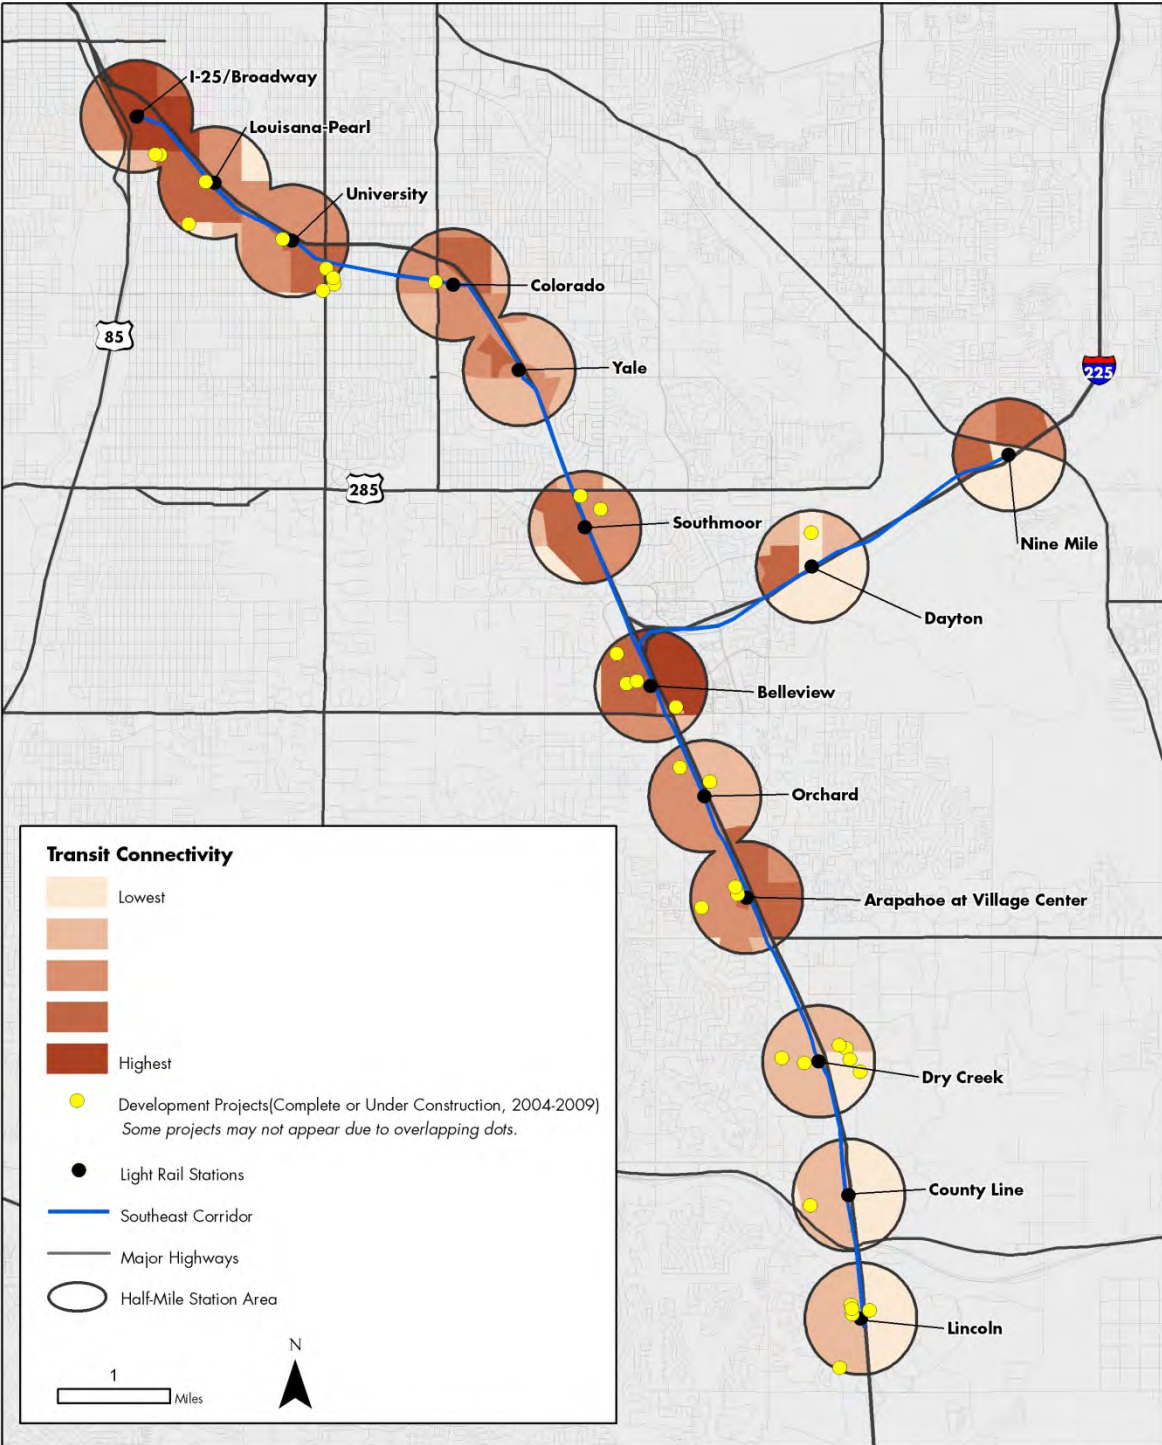 I-25/Broadway
Louisana-Pearl
University
Colorado
85
Yale
225
285
Southmoor
Nine Mile
Dayton
Belleview
Orchard
Arapahoe at Village Center
Dry Creek
County Line
Lincoln
Transit Connectivity
Lowest
Highest
Development Projects(Complete or Under Construction, 2004-2009)
Some projects may not appear due to overlapping dots.
Light Rail Stations
Southeast Corridor
Major Highways
Half-Mile Station Area
N
1
Miles